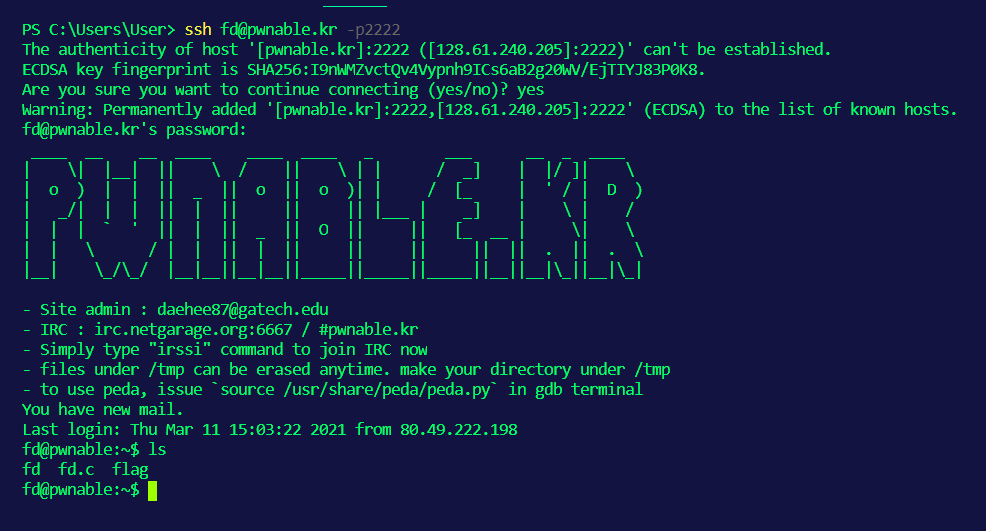 PS C:\Users\User> ssh fd@pwnable.kr -p2222
The authenticity of host '[pwnable.kr]:2222 ([128.61.240.205]:2222)' can't be established.
ECDSA key fingerprint is SHA256:I9nWMZvctQv4Vypnh9ICs6aB2g20WV/EjTIYJ83P0K8.
Are you sure you want to continue connecting (yes/no)? yes
Warning: Permanently added '[pwnable.kr]:2222,[128.61.240.205]:2222' (ECDSA) to the list of known hosts.
fd@pwnable.kr's password:
PWNABLE.KR
- Site admin : daehee87@gatech.edu
- IRC : irc.netgarage.org:6667 / #pwnable.kr
- Simply type "irssi" command to join IRC now
- files under /tmp can be erased anytime. make your directory under /tmp
- to use peda, issue `source /usr/share/peda/peda.py` in gdb terminal
You have new mail.
Last login: Thu Mar 11 15:03:22 2021 from 80.49.222.198
fd@pwnable:~$ ls
fd  fd.c  flag
fd@pwnable:~$